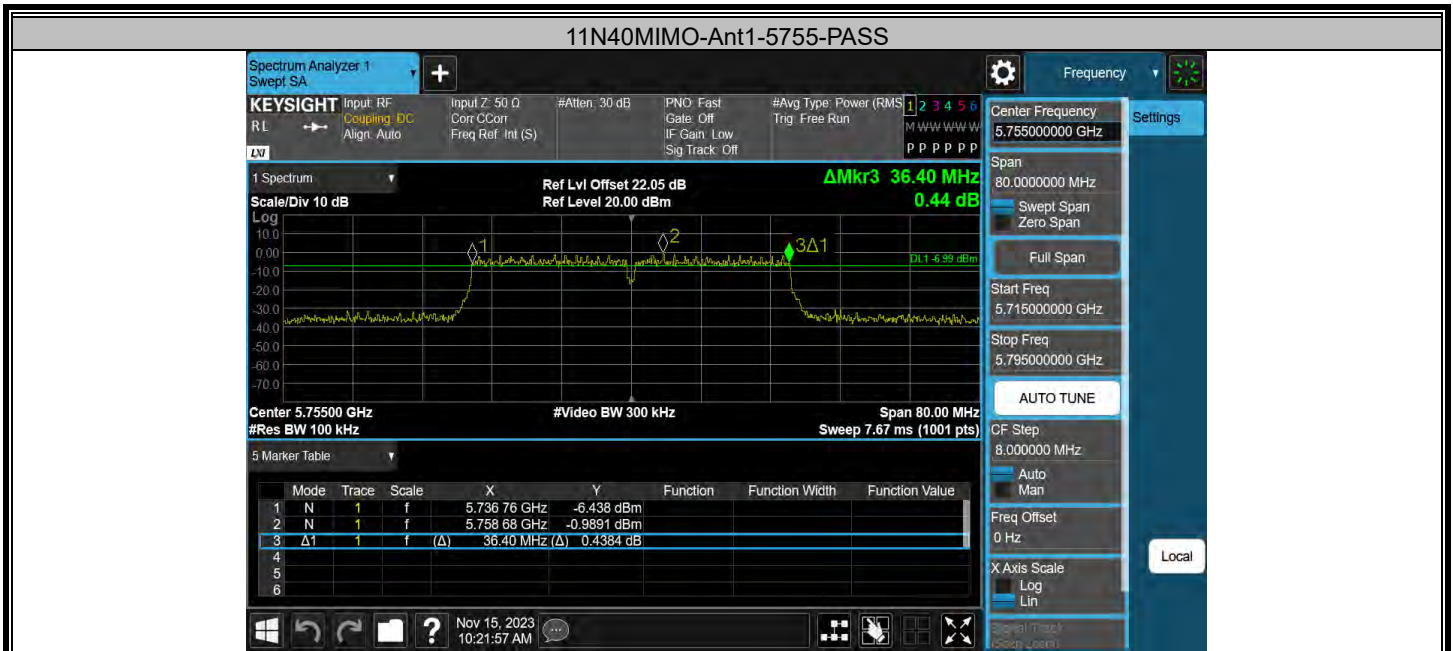 11N40MIMO-Ant1-5755-PASS
Spectrum Analyzer 1
Swept SA
Frequency
KEYSIGHT
RL
LXI
Input: RF
Coupling: DC
Align: Auto
Input Z: 50 Ω
Corr CCorr
Freq Ref: Int (S)
#Atten: 30 dB
PNO: Fast
Gate: Off
IF Gain: Low
Sig Track: Off
#Avg Type: Power (RMS
Trig: Free Run
1 2 3 4 5 6
M W W W W W
P P P P P P
1 Spectrum
Scale/Div 10 dB
Log
Ref Lvl Offset 22.05 dB
Ref Level 20.00 dBm
ΔMkr3 36.40 MHz
0.44 dB
10.0
0.00
-10.0
-20.0
-30.0
-40.0
-50.0
-60.0
-70.0
1
2
3Δ1
DL1 -6.99 dBm
Center 5.75500 GHz
#Video BW 300 kHz
Span 80.00 MHz
#Res BW 100 kHz
Sweep 7.67 ms (1001 pts)
5 Marker Table
Mode Trace Scale X Y Function Function Width Function Value
1 N 1 f 5.736 76 GHz -6.438 dBm
2 N 1 f 5.758 68 GHz -0.9891 dBm
3 Δ1 1 f (Δ) 36.40 MHz (Δ) 0.4384 dB
4
5
6
Nov 15, 2023
10:21:57 AM
Center Frequency
5.755000000 GHz
Settings
Span
80.0000000 MHz
Swept Span
Zero Span
Full Span
Start Freq
5.715000000 GHz
Stop Freq
5.795000000 GHz
AUTO TUNE
CF Step
8.000000 MHz
Auto
Man
Freq Offset
0 Hz
X Axis Scale
Log
Lin
Local
Signal Track
(Span Zoom)